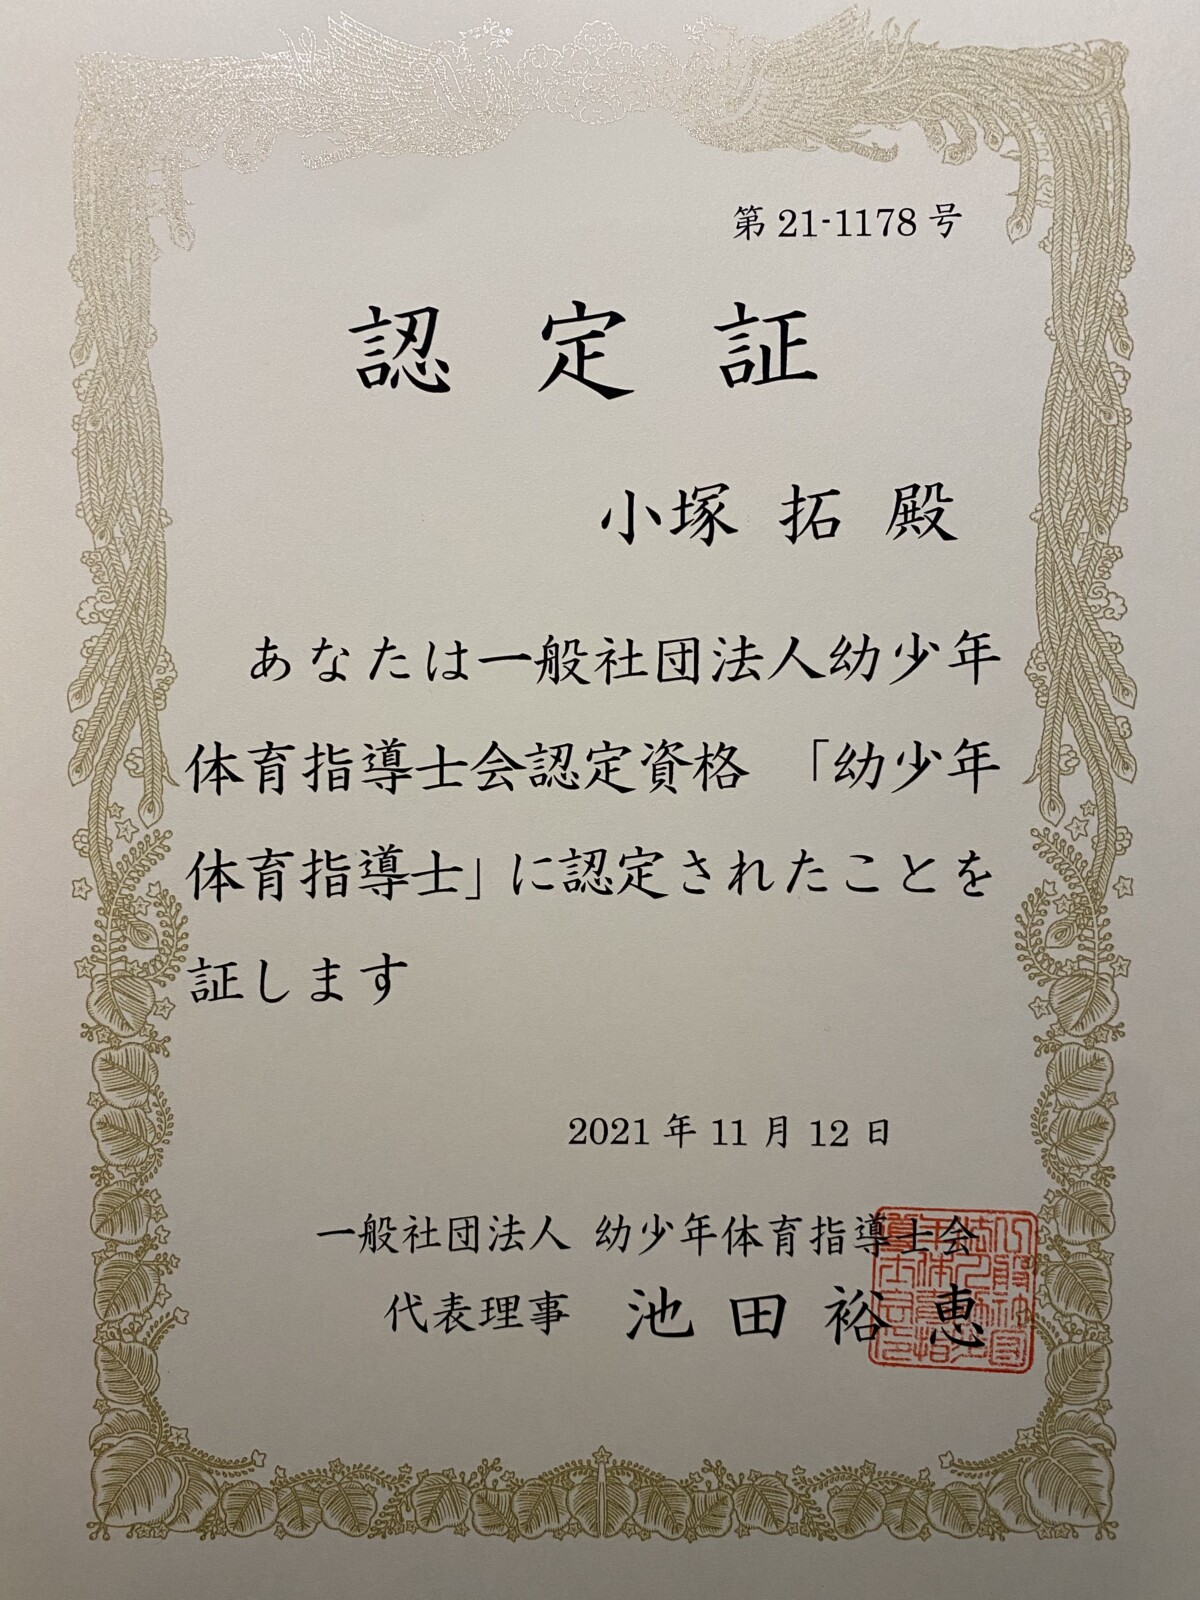 第21-1178号
認定証
小塚 拓 殿
あなたは一般社団法人幼少年
体育指導士会認定資格 「幼少年
体育指導士」に認定されたことを
証します
2021年11月12日
一般社団法人 幼少年体育指導士会
代表理事 池田裕恵